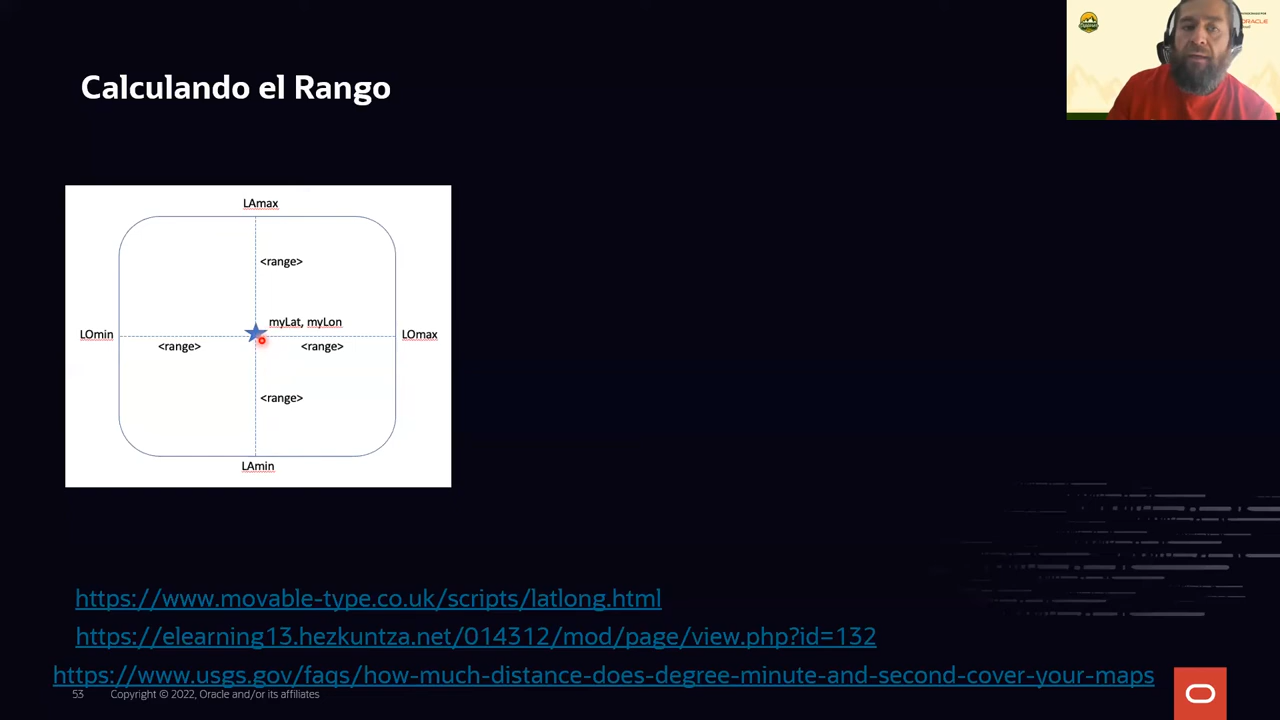 Calculando el Rango
ORACLE
LAmax
<range>
myLat, myLon
LOmin
LOmax
<range>
<range>
<range>
LAmin
https://www.movable-type.co.uk/scripts/latlong.html
https://elearning13.hezkuntza.net/014312/mod/page/view.php?id=132
https://www.usgs.gov/faqs/how-much-distance-does-degree-minute-and-second-cover-your-maps
53
Copyright © 2022, Oracle and/or its affiliates